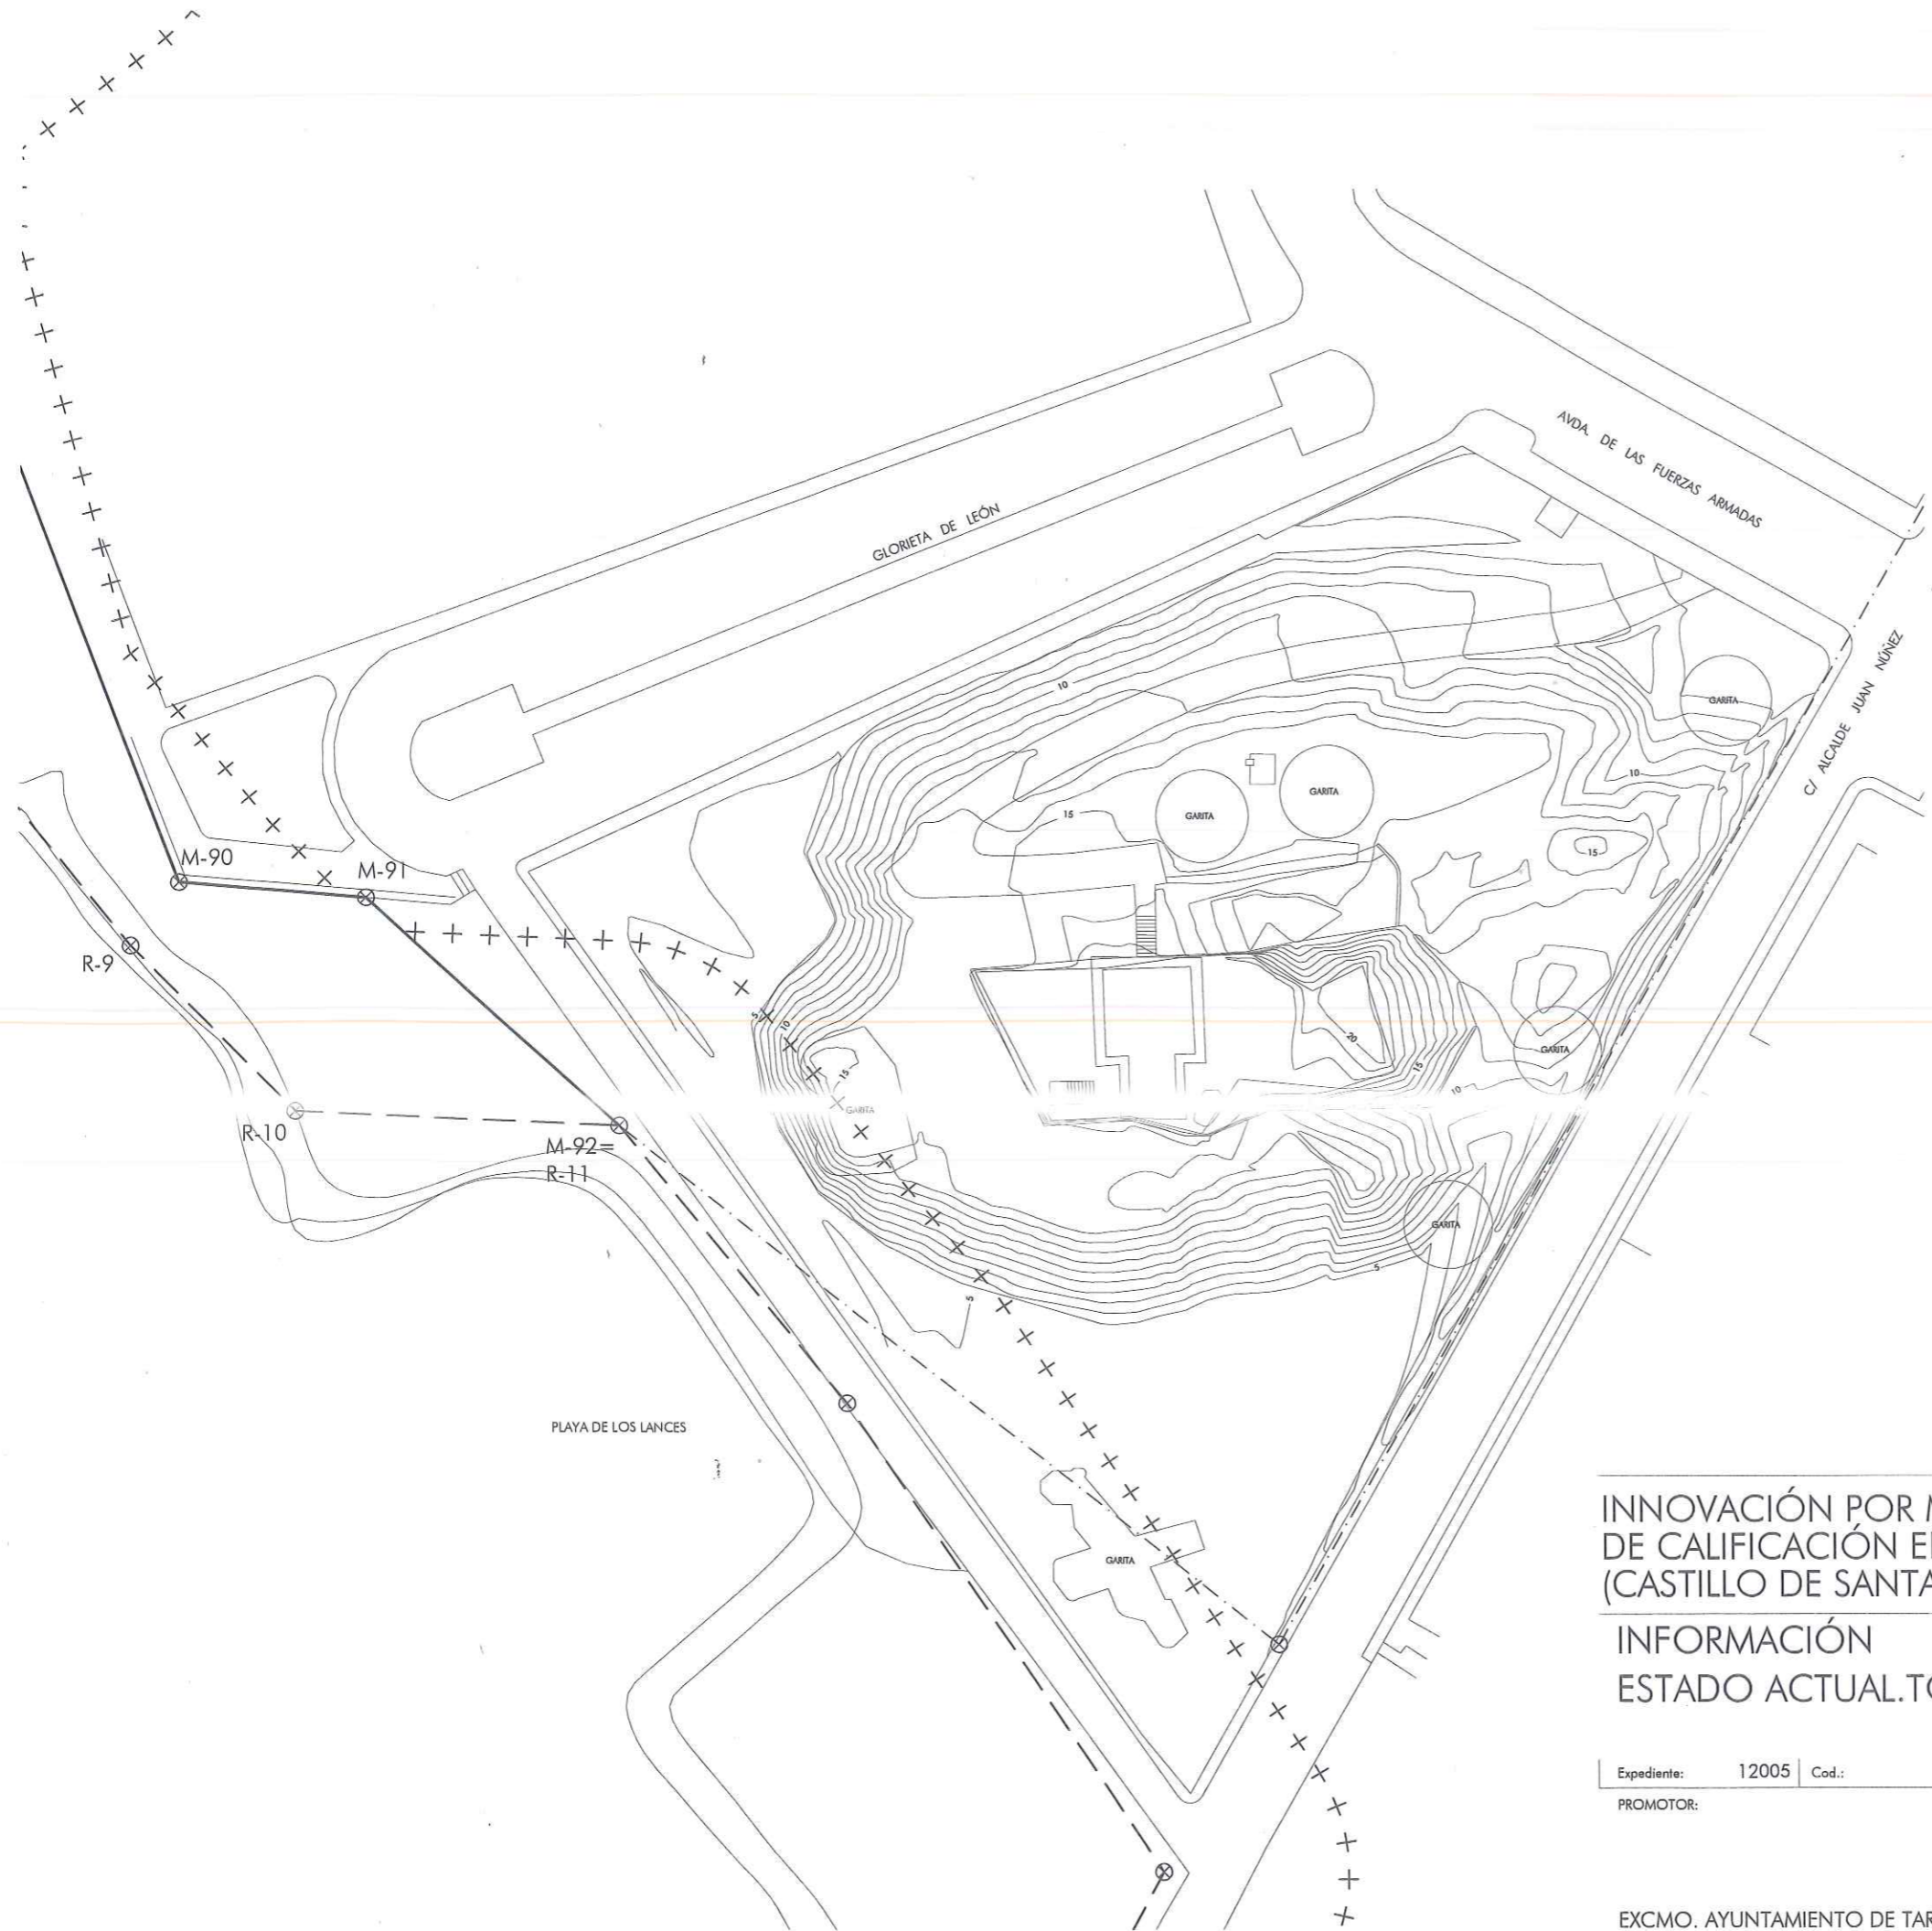 AVDA. DE LAS FUERZAS ARMADAS
GLORIETA DE LEÓN
C/ ALCALDE JUAN NÚÑEZ
10
GARITA
10
GARITA
GARITA
15
15
M-90
M-91
R-9
5
10
15
GARITA
20
15
10
GARITA
R-10
M-92=
R-11
GARITA
5
5
PLAYA DE LOS LANCES
GARITA
INNOVACIÓN POR
DE CALIFICACIÓN
(CASTILLO DE SANTA
INFORMACIÓN
ESTADO ACTUAL.
Expediente: 12005 Cod.:
PROMOTOR:
EXCMO. AYUNTAMIENTO DE